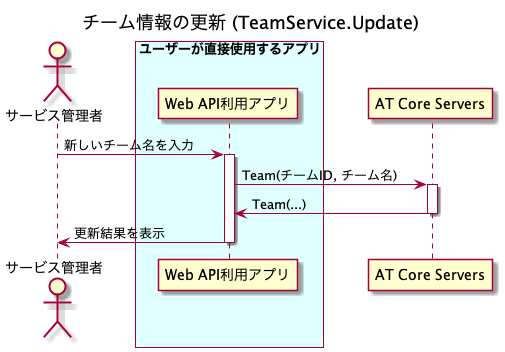 チーム情報の更新 (TeamService.Update)
ユーザーが直接使用するアプリ
サービス管理者
Web API利用アプリ
AT Core Servers
新しいチーム名を入力
Team(チームID, チーム名)
Team(...)
更新結果を表示
サービス管理者
Web API利用アプリ
AT Core Servers